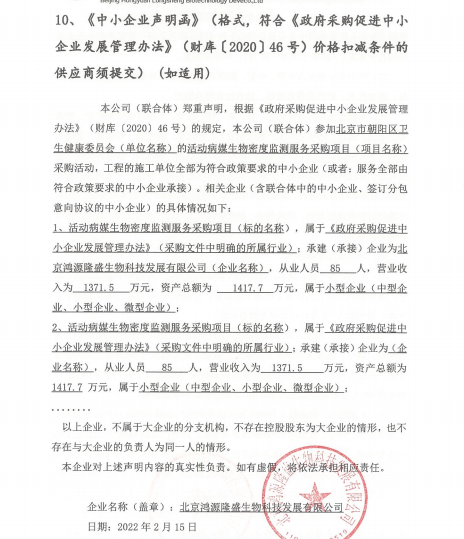 Beijing Hongyuan Longsheng Biotechnology Develco.,Ltd
10、《中小企业声明函》（格式，符合《政府采购促进中小
企业发展管理办法》（财库〔2020〕46 号）价格扣减条件的
供应商须提交）（如适用）
本公司（联合体）郑重声明，根据《政府采购促进中小企业发展管理
办法》（财库〔2020〕46 号）的规定，本公司（联合体）参加北京市朝阳区卫
生健康委员会（单位名称）的活动病媒生物密度监测服务采购项目（项目名称）
采购活动，工程的施工单位全部为符合政策要求的中小企业（或者：服务全部由
符合政策要求的中小企业承接）。相关企业（含联合体中的中小企业、签订分包
意向协议的中小企业）的具体情况如下：
1、活动病媒生物密度监测服务采购项目（标的名称），属于《政府采购促进中
小企业发展管理办法》（采购文件中明确的所属行业）；承建（承接）企业为北
京鸿源隆盛生物科技发展有限公司（企业名称），从业人员 85 人，营业收
入为 1371.5 万元，资产总额为 1417.7 万元，属于小型企业（中型企
业、小型企业、微型企业）；
2、活动病媒生物密度监测服务采购项目（标的名称），属于《政府采购促进中
小企业发展管理办法》（采购文件中明确的所属行业）；承建（承接）企业为（企
业名称），从业人员 85 人，营业收入为 1371.5 万元，资产总额为
1417.7 万元，属于小型企业（中型企业、小型企业、微型企业）；
........
以上企业，不属于大企业的分支机构，不存在控股股东为大企业的情形，也不
存在与大企业的负责人为同一人的情形。
本企业对上述声明内容的真实性负责。如有虚假，将依法承担相应责任。
企业名称（盖章）：北京鸿源隆盛生物科技发展有限公司
日期：2022 年 2 月 15 日
北京鸿源隆盛生物科技发展有限公司